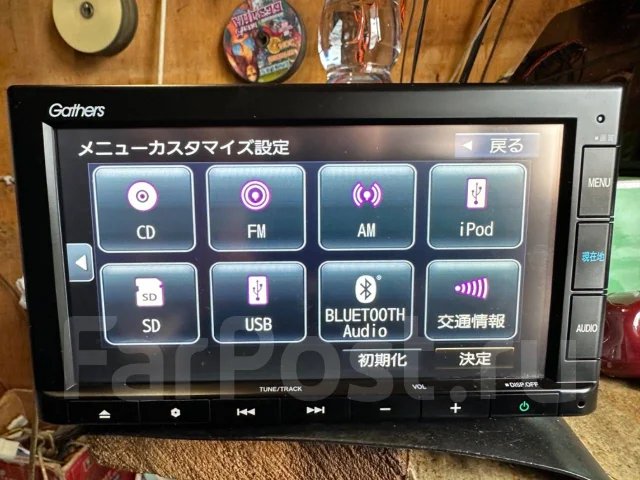 Gathers
メニューカスタマイズ設定
戻る
CD
FM
AM
iPod
SD
SD
USB
BLUETOOTH
Audio
交通情報
初期化
決定
MENU
現在地
AUDIO
TUNE/TRACK
VOL
DISP.OFF
FarPost.ru